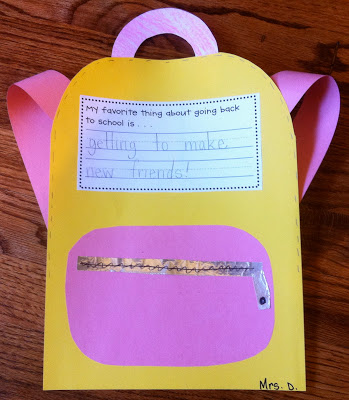 My favorite thing about going back
to school is . . .
getting to make
new friends!
Mrs. D.